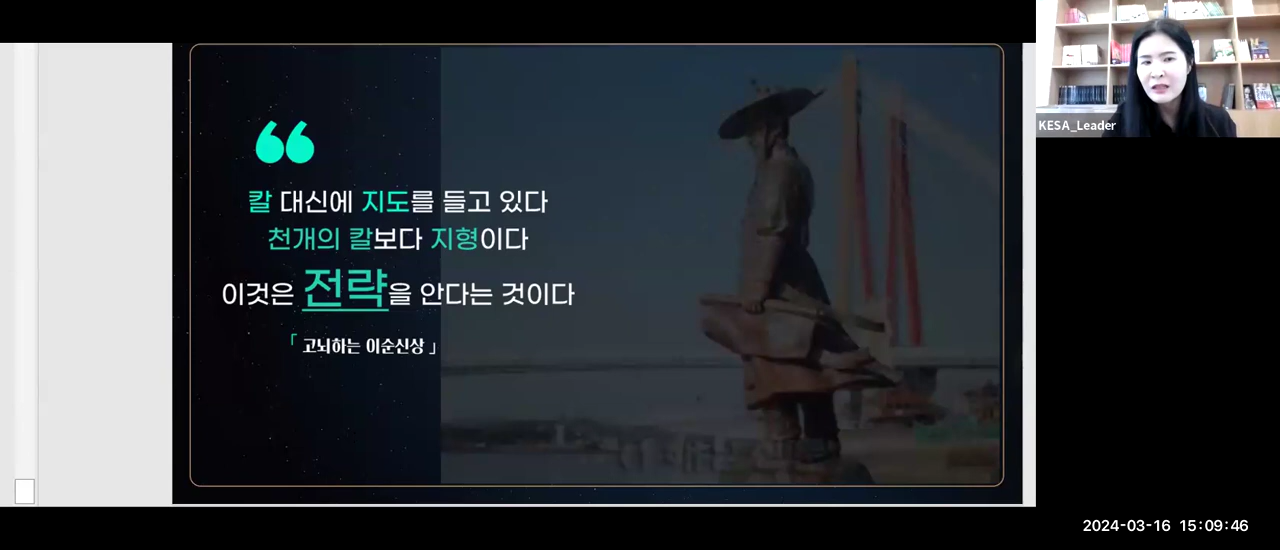 칼 대신에 지도를 들고 있다
천개의 칼보다 지형이다
이것은 전략을 안다는 것이다
「 고뇌하는 이순신상 」
KESA_Leader
2024-03-16 15:09:46